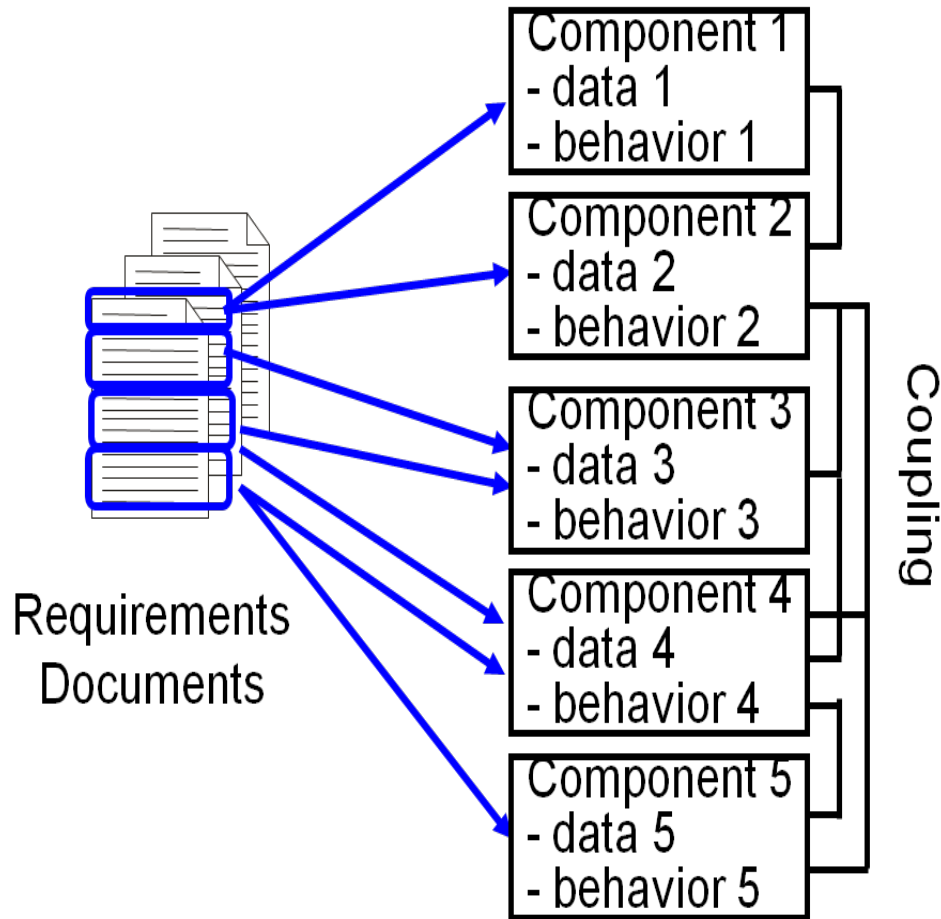 Component 1
- data 1
- behavior 1
Component 2
- data 2
- behavior 2
Component 3
- data 3
- behavior 3
Component 4
- data 4
- behavior 4
Component 5
- data 5
- behavior 5
Requirements
Documents
Coupling